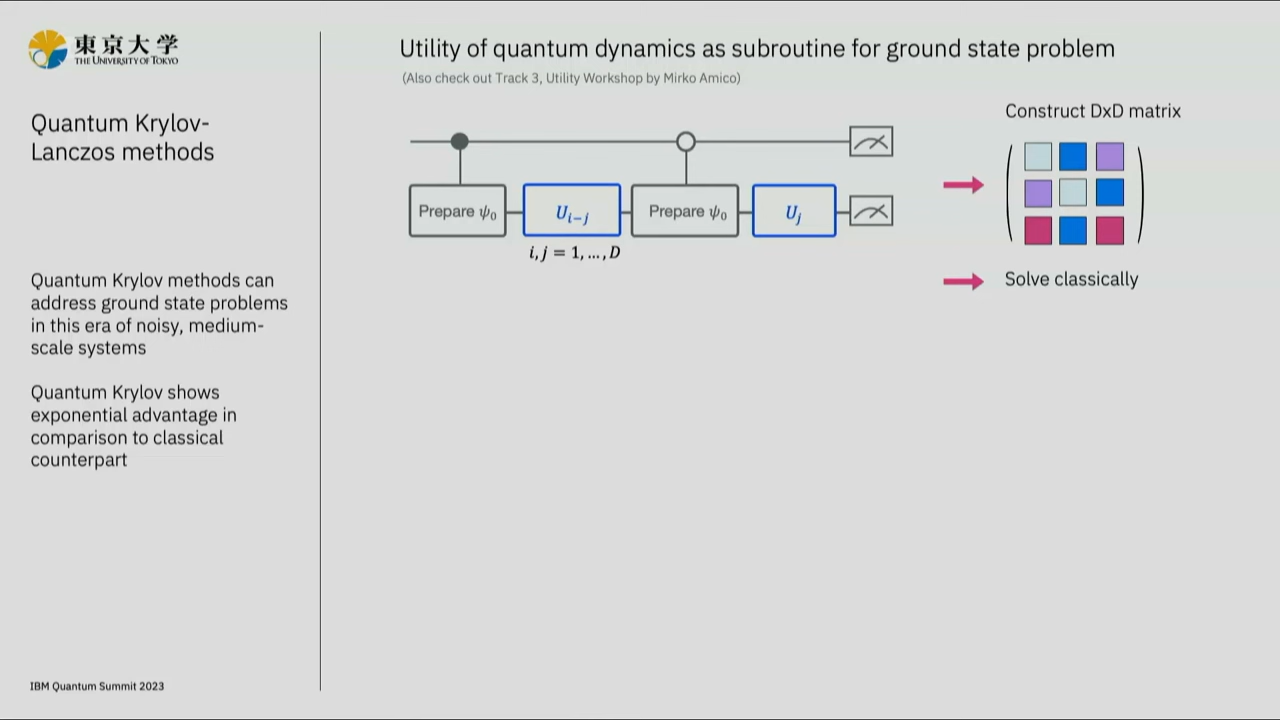 東京大学
THE UNIVERSITY OF TOKYO
Quantum Krylov-
Lanczos methods
Quantum Krylov methods can
address ground state problems
in this era of noisy, medium-
scale systems
Quantum Krylov shows
exponential advantage in
comparison to classical
counterpart
IBM Quantum Summit 2023
Utility of quantum dynamics as subroutine for ground state problem
(Also check out Track 3, Utility Workshop by Mirko Amico)
Prepare ψ₀
Uᵢ₋ⱼ
Prepare ψ₀
Uⱼ
i, j = 1, ..., D
Construct DxD matrix
Solve classically